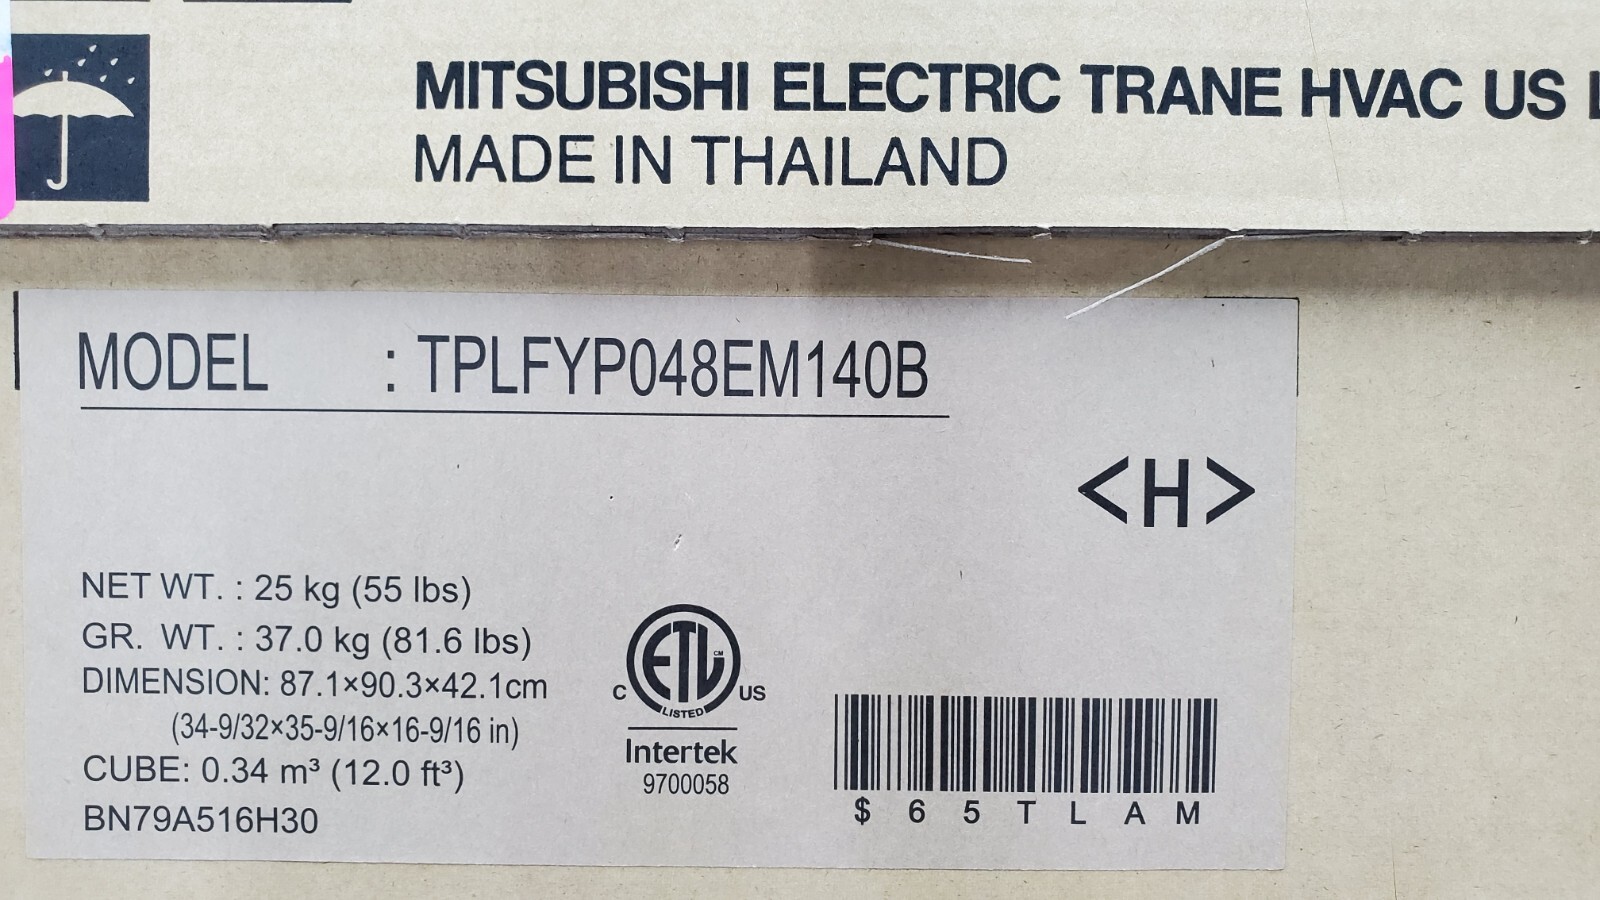 MITSUBISHI ELECTRIC TRANE HVAC US
MADE IN THAILAND
MODEL : TPLFYP048EM140B
<H>
NET WT. : 25 kg (55 lbs)
GR. WT. : 37.0 kg (81.6 lbs)
DIMENSION: 87.1×90.3×42.1cm
(34-9/32×35-9/16×16-9/16 in)
CUBE: 0.34 m³ (12.0 ft³)
BN79A516H30
ETL CM
C US
LISTED
Intertek
9700058
$65TLAM